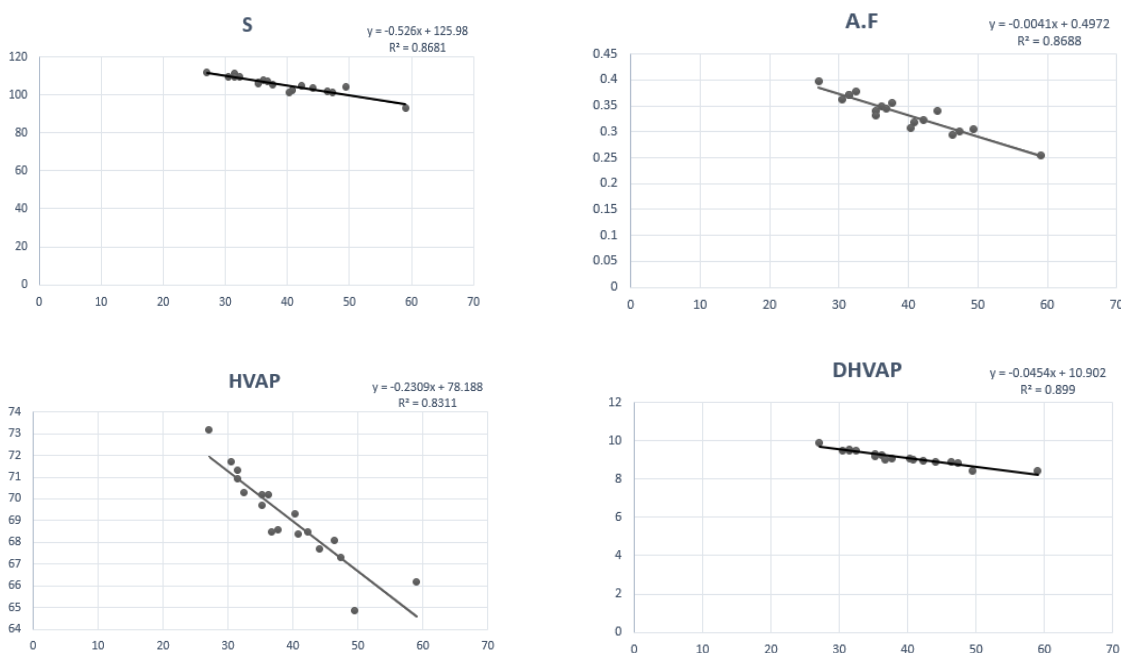 S
y = -0.526x + 125.98
R² = 0.8681
120
100
80
60
40
20
0
0 10 20 30 40 50 60 70
A.F
y = -0.0041x + 0.4972
R² = 0.8688
0.45
0.4
0.35
0.3
0.25
0.2
0.15
0.1
0.05
0
0 10 20 30 40 50 60 70
HVAP
y = -0.2309x + 78.188
R² = 0.8311
74
73
72
71
70
69
68
67
66
65
64
0 10 20 30 40 50 60 70
DHVAP
y = -0.0454x + 10.902
R² = 0.899
12
10
8
6
4
2
0
0 10 20 30 40 50 60 70